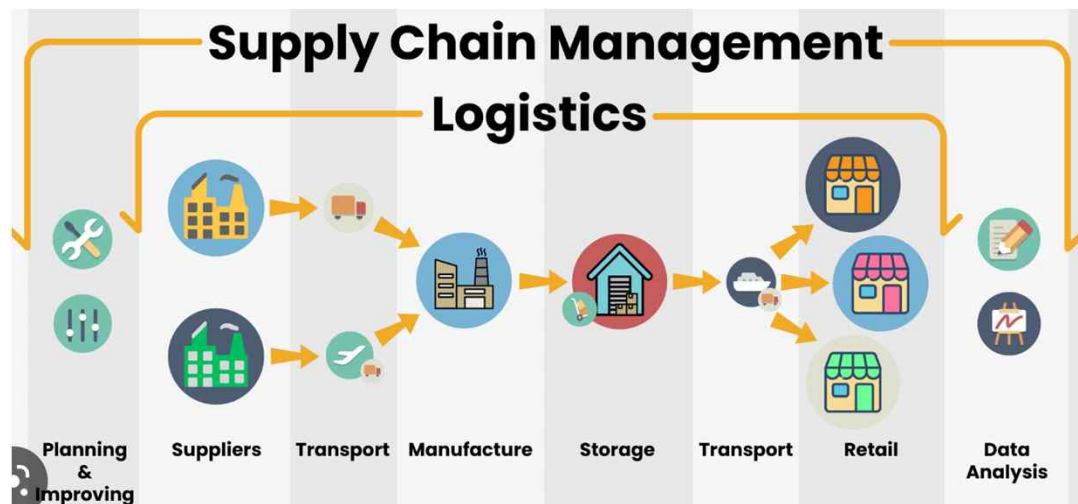 Supply Chain Management
Logistics
Planning
&
Improving
Suppliers
Transport
Manufacture
Storage
Transport
Retail
Data
Analysis